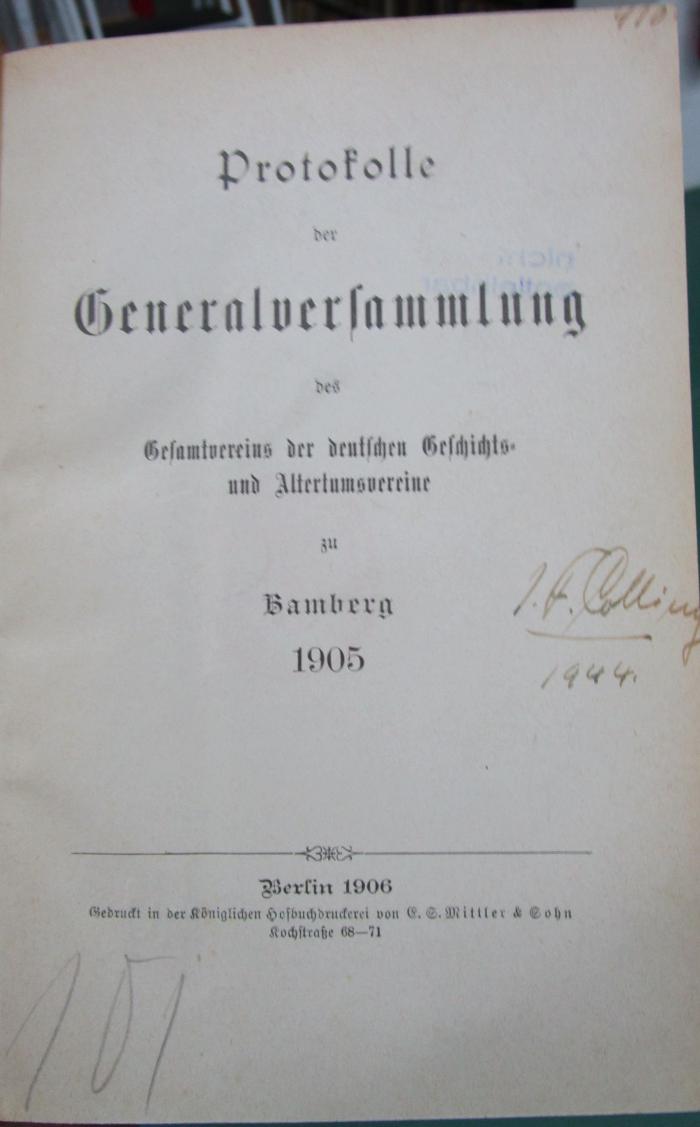 Protokolle
der
Generalversammlung
des
Gesamtvereins der deutschen Geschichts-
und Altertumsvereine
zu
Bamberg
1905
1944.
Berlin 1906
Gedruckt in der Königlichen Hofbuchdruckerei von E. S. Mittler & Sohn
Kochstraße 68—71
101